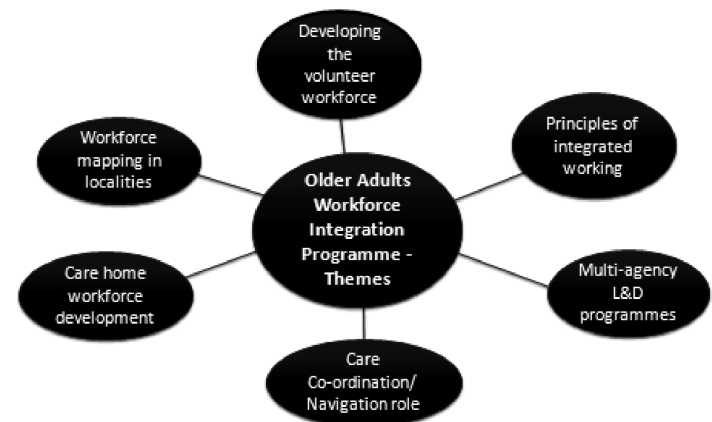 Developing
the
volunteer
workforce
Principles of
integrated
working
Multi-agency
L&D
programmes
Care
Co-ordination/
Navigation role
Care home
workforce
development
Workforce
mapping in
localities
Older Adults
Workforce
Integration
Programme -
Themes